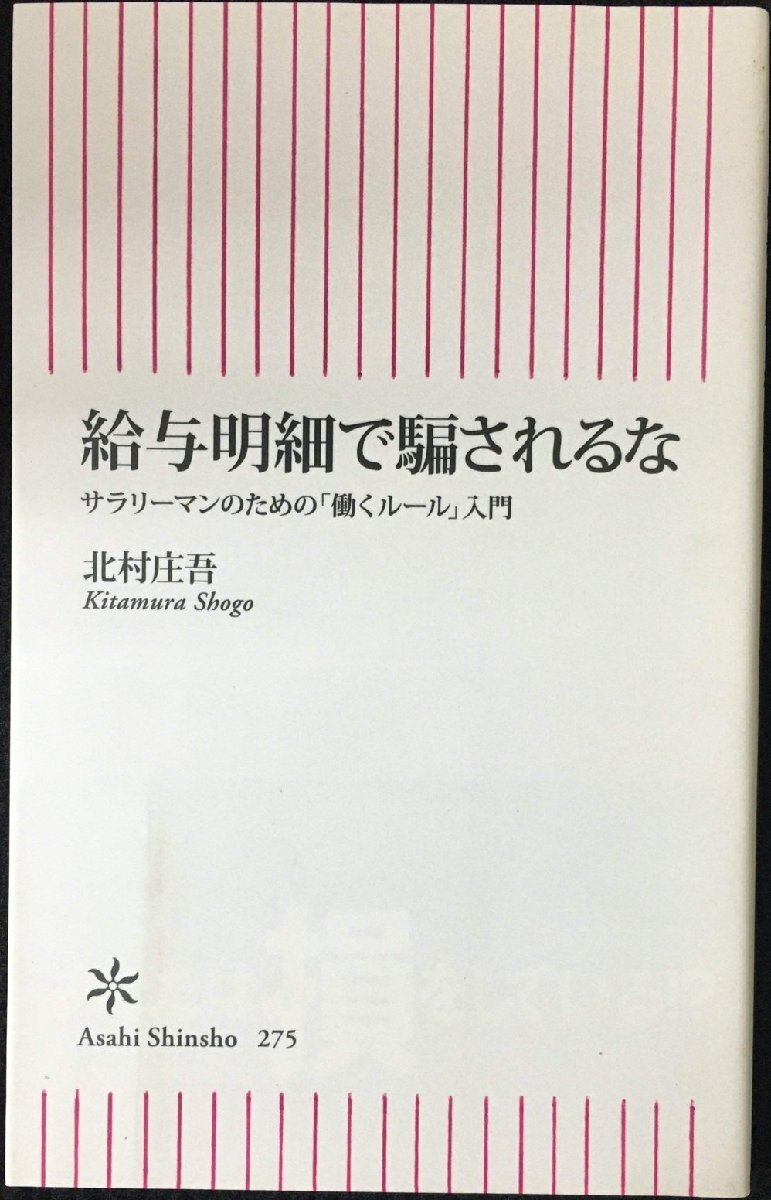 給与明細で騙されるな
サラリーマンのための「働くルール」入門
北村庄吾
Kitamura Shogo
Asahi Shinsho 275